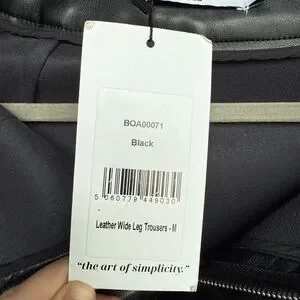 BOA00071
Black
5 060779 449030
Leather Wide Leg Trousers - M
"the art of simplicity."